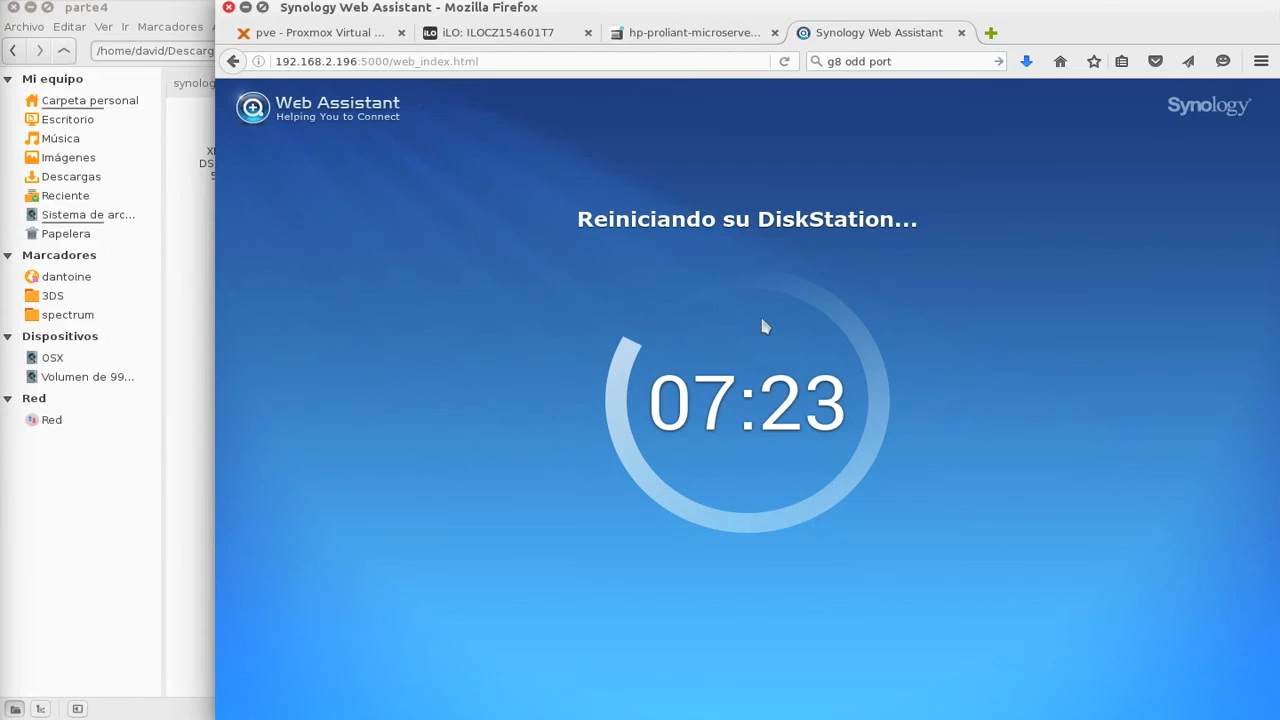 parte4
Archivo Editar Ver Ir Marcadores
/home/david/Descarg
Mi equipo
Carpeta personal
Escritorio
Música
Imágenes
Descargas
Reciente
Sistema de arc...
Papelera
Marcadores
dantoine
3DS
spectrum
Dispositivos
OSX
Volumen de 99...
Red
Red
synolog
Synology Web Assistant - Mozilla Firefox
pve - Proxmox Virtual ...
iLO: ILOCZ154601T7
hp-proliant-microserve...
Synology Web Assistant
192.168.2.196:5000/web_index.html
g8 odd port
Web Assistant
Helping You to Connect
Synology
Reiniciando su DiskStation...
07:23